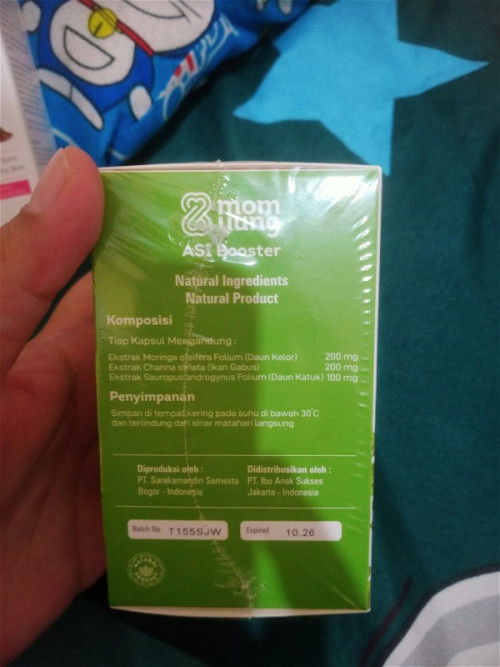 mom
uung
ASI Booster
Natural Ingredients
Natural Product
Komposisi
Tiap Kapsul Mengandung :
Ekstrak Moringa oleifera Folium (Daun Kelor) 200 mg
Ekstrak Channa striata (Ikan Gabus) 200 mg
Ekstrak Sauropus androgynus Folium (Daun Katuk) 100 mg
Penyimpanan
Simpan di tempat kering pada suhu di bawah 30°C
dan terlindung dari sinar matahari langsung
Diproduksi oleh :
PT. Sarakamandiri Semesta
Bogor - Indonesia
Didistribusikan oleh :
PT. Ibu Anak Sukses
Jakarta - Indonesia
Batch No T155SJW
Expired 10.26